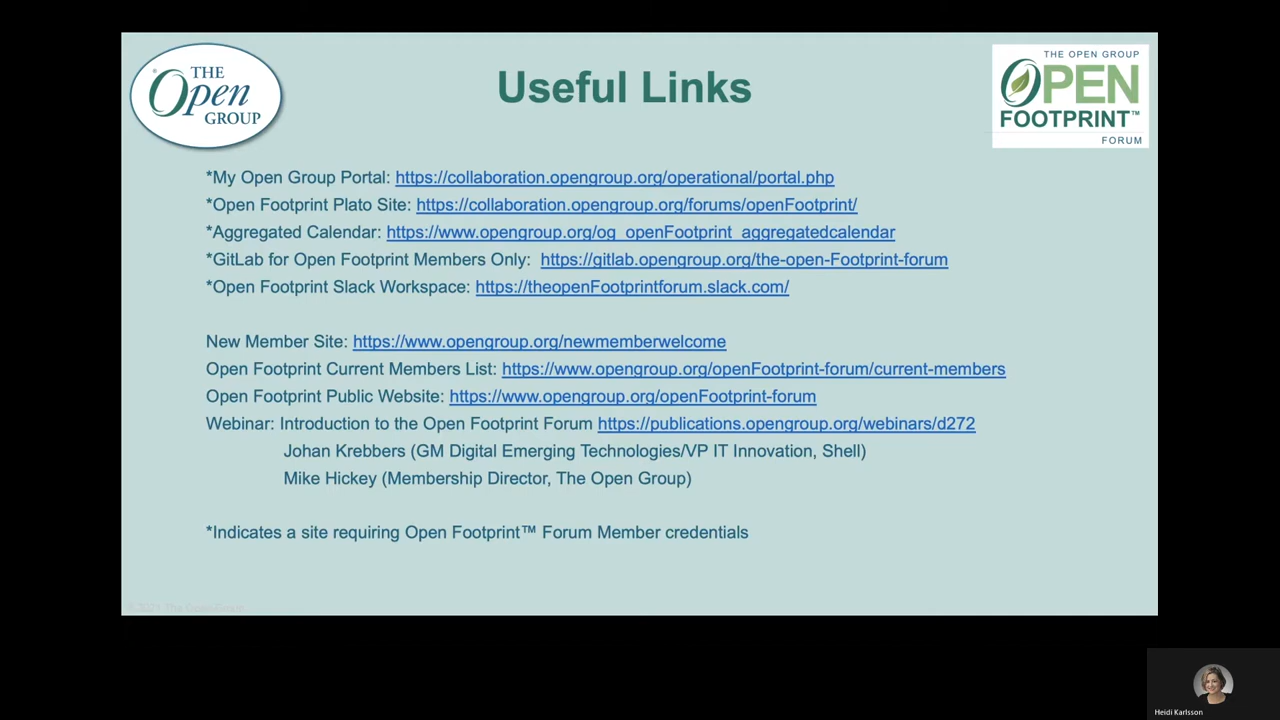 THE
Open
GROUP
Useful Links
THE OPEN GROUP
OPEN
FOOTPRINT™
FORUM
*My Open Group Portal: https://collaboration.opengroup.org/operational/portal.php
*Open Footprint Plato Site: https://collaboration.opengroup.org/forums/openFootprint/
*Aggregated Calendar: https://www.opengroup.org/og_openFootprint_aggregatedcalendar
*GitLab for Open Footprint Members Only: https://gitlab.opengroup.org/the-open-Footprint-forum
*Open Footprint Slack Workspace: https://theopenFootprintforum.slack.com/
New Member Site: https://www.opengroup.org/newmemberwelcome
Open Footprint Current Members List: https://www.opengroup.org/openFootprint-forum/current-members
Open Footprint Public Website: https://www.opengroup.org/openFootprint-forum
Webinar: Introduction to the Open Footprint Forum https://publications.opengroup.org/webinars/d272
Johan Krebbers (GM Digital Emerging Technologies/VP IT Innovation, Shell)
Mike Hickey (Membership Director, The Open Group)
*Indicates a site requiring Open Footprint™ Forum Member credentials
© 2021 The Open Group
Heidi Karlsson